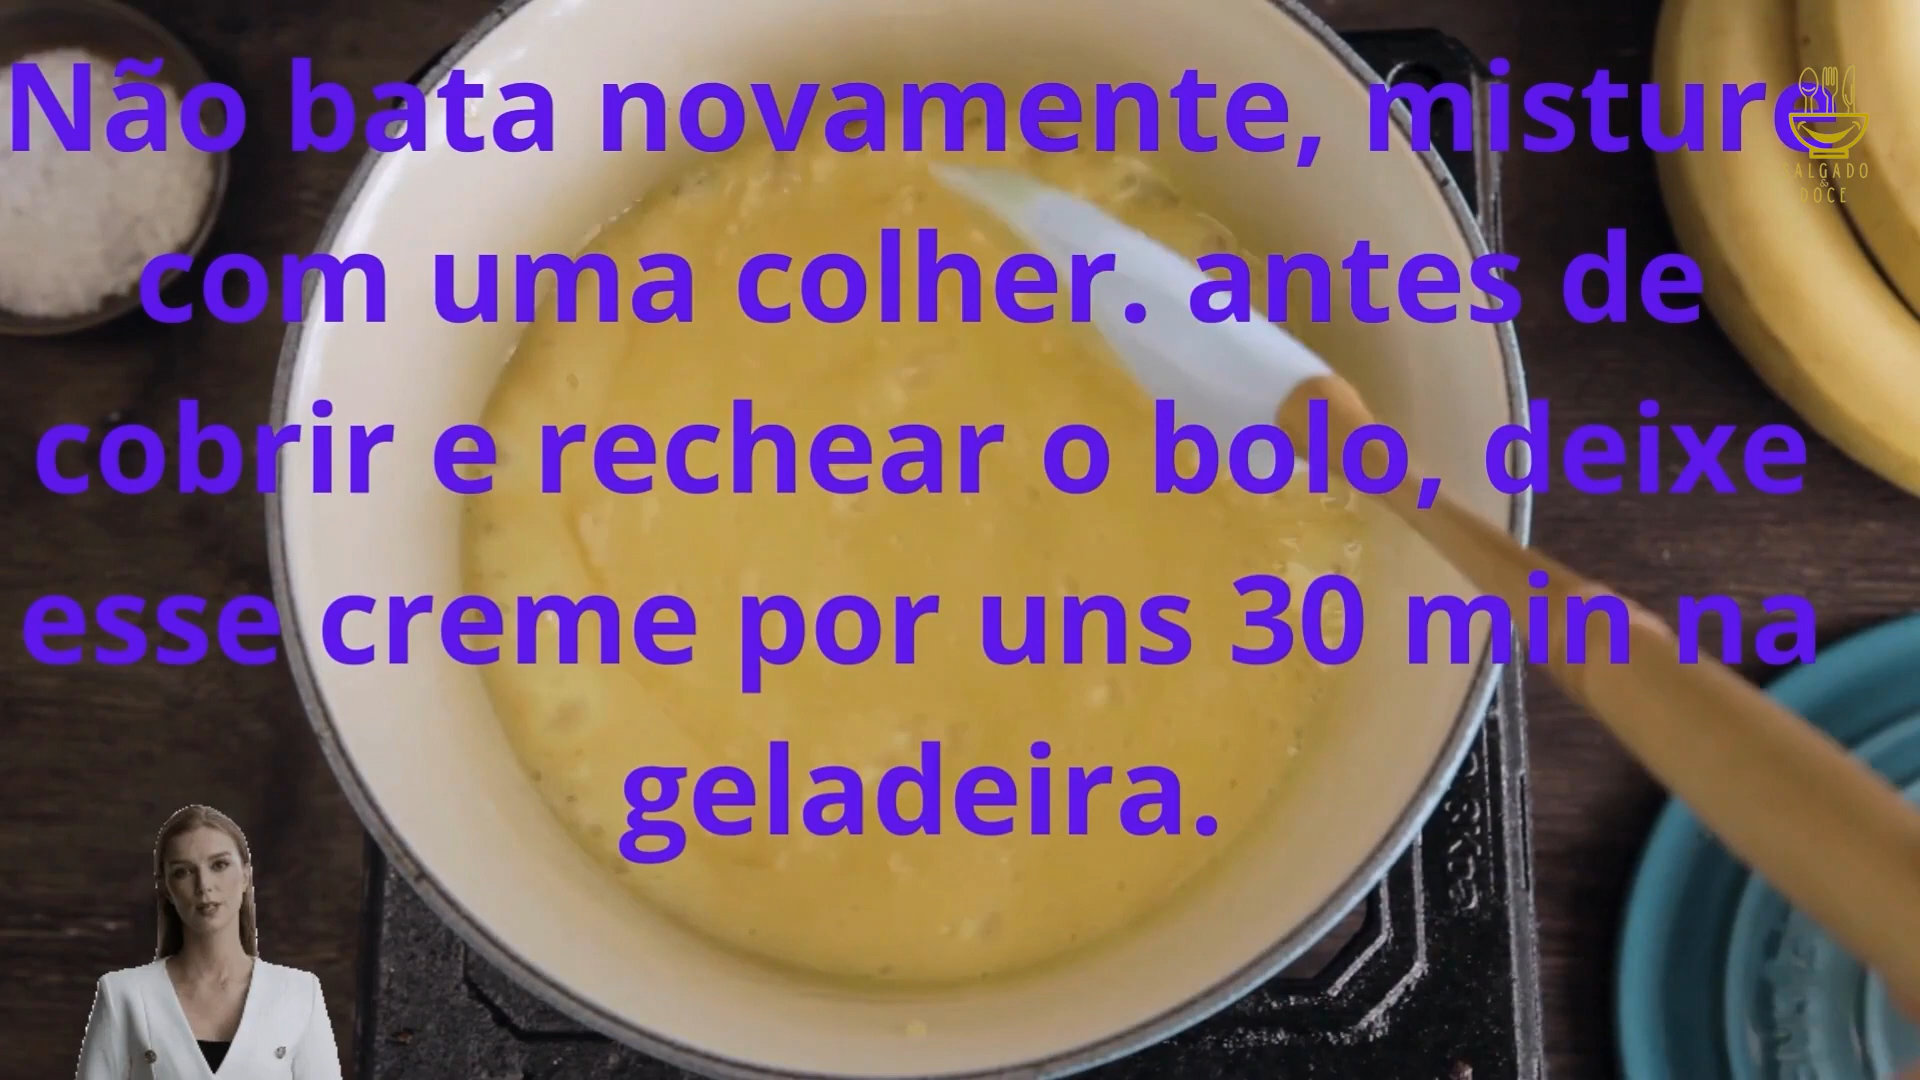 Não bata novamente, misture
com uma colher. antes de
cobrir e rechear o bolo, deixe
esse creme por uns 30 min na
geladeira.
SALGADO
&
DOCE